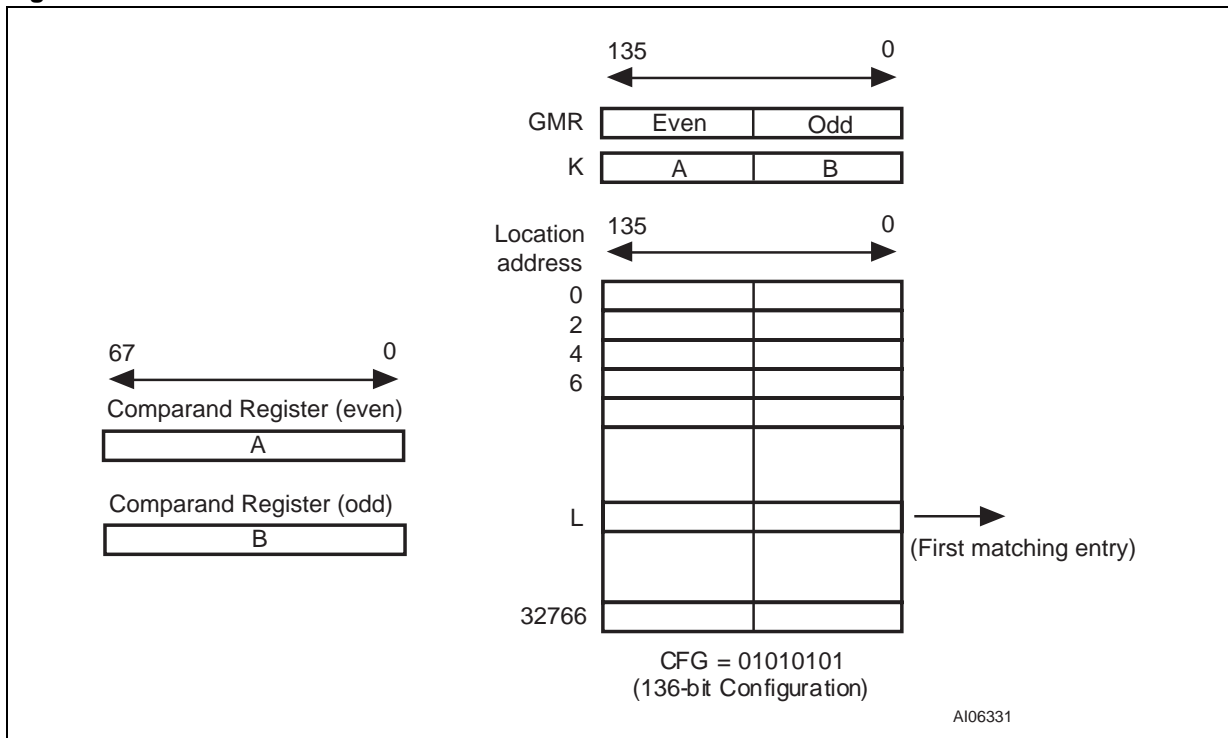 135 0
GMR Even Odd
K A B
Location address
135 0
0
2
4
6
L
(First matching entry)
32766
CFG = 01010101
(136-bit Configuration)
67 0
Comparand Register (even)
A
Comparand Register (odd)
B
AI06331